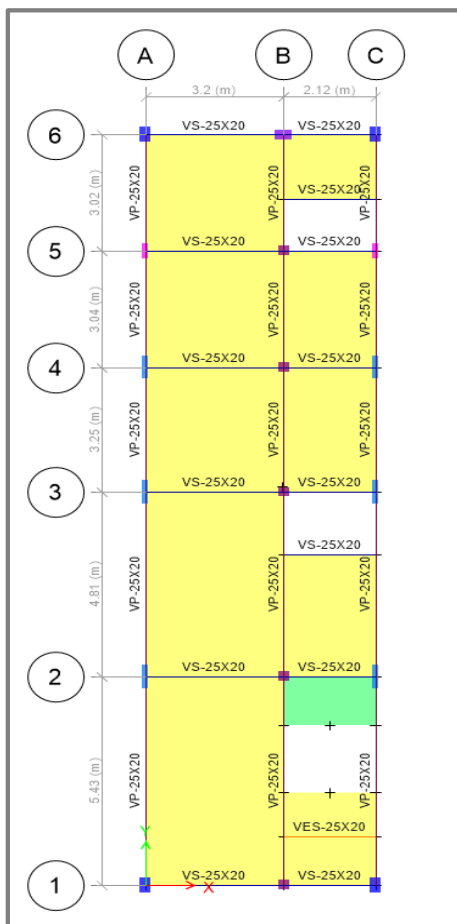 A B C
3.2 (m) 2.12 (m)
6 VS-25X20 VS-25X20
3.02 (m) VP-25X20 VP-25X20 VP-25X20
VS-25X20
5 VS-25X20 VS-25X20
3.04 (m) VP-25X20 VP-25X20 VP-25X20
4 VS-25X20 VS-25X20
3.25 (m) VP-25X20 VP-25X20 VP-25X20
3 VS-25X20 VS-25X20
VS-25X20
4.81 (m) VP-25X20 VP-25X20 VP-25X20
2 VS-25X20 VS-25X20
5.43 (m) VP-25X20 VP-25X20 VP-25X20
Y VES-25X20
1 X VS-25X20 VS-25X20